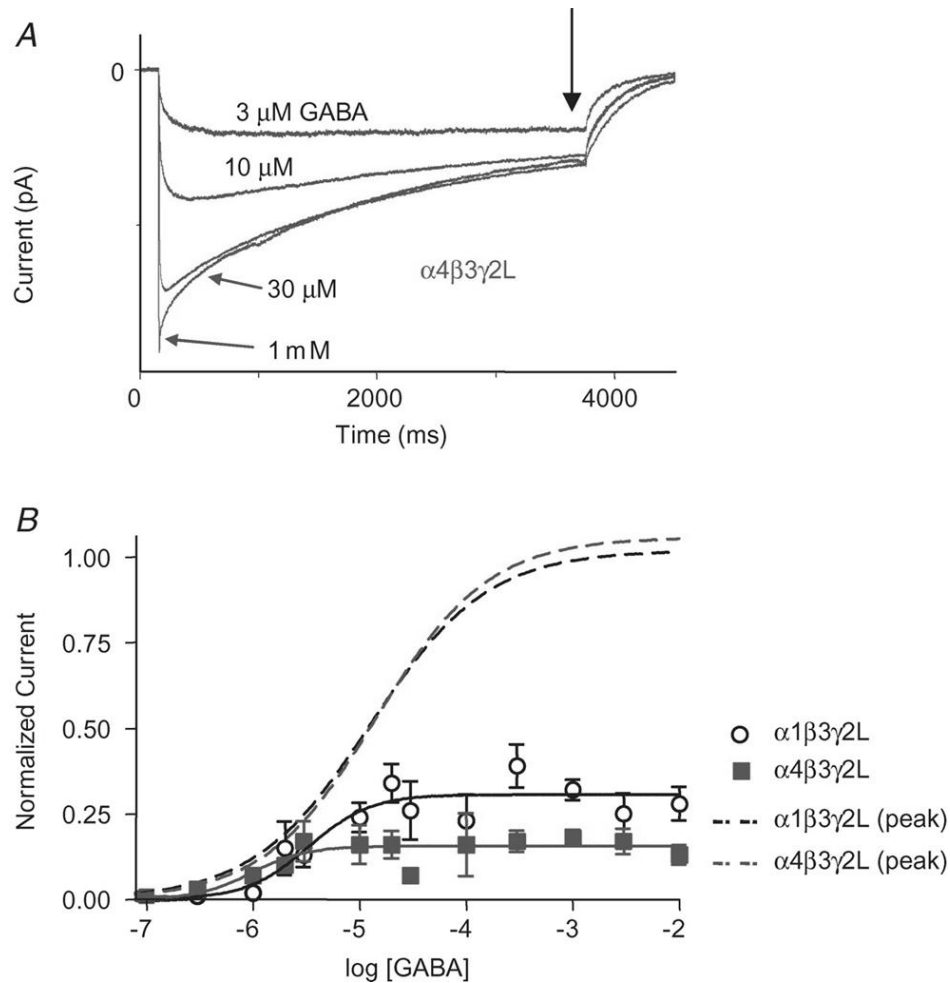 A
0
3 μM GABA
10 μM
30 μM
1 mM
α4β3γ2L
Current (pA)
0
2000
4000
Time (ms)
B
1.00
0.75
0.50
0.25
0.00
Normalized Current
-7
-6
-5
-4
-3
-2
log [GABA]
α1β3γ2L
α4β3γ2L
α1β3γ2L (peak)
α4β3γ2L (peak)